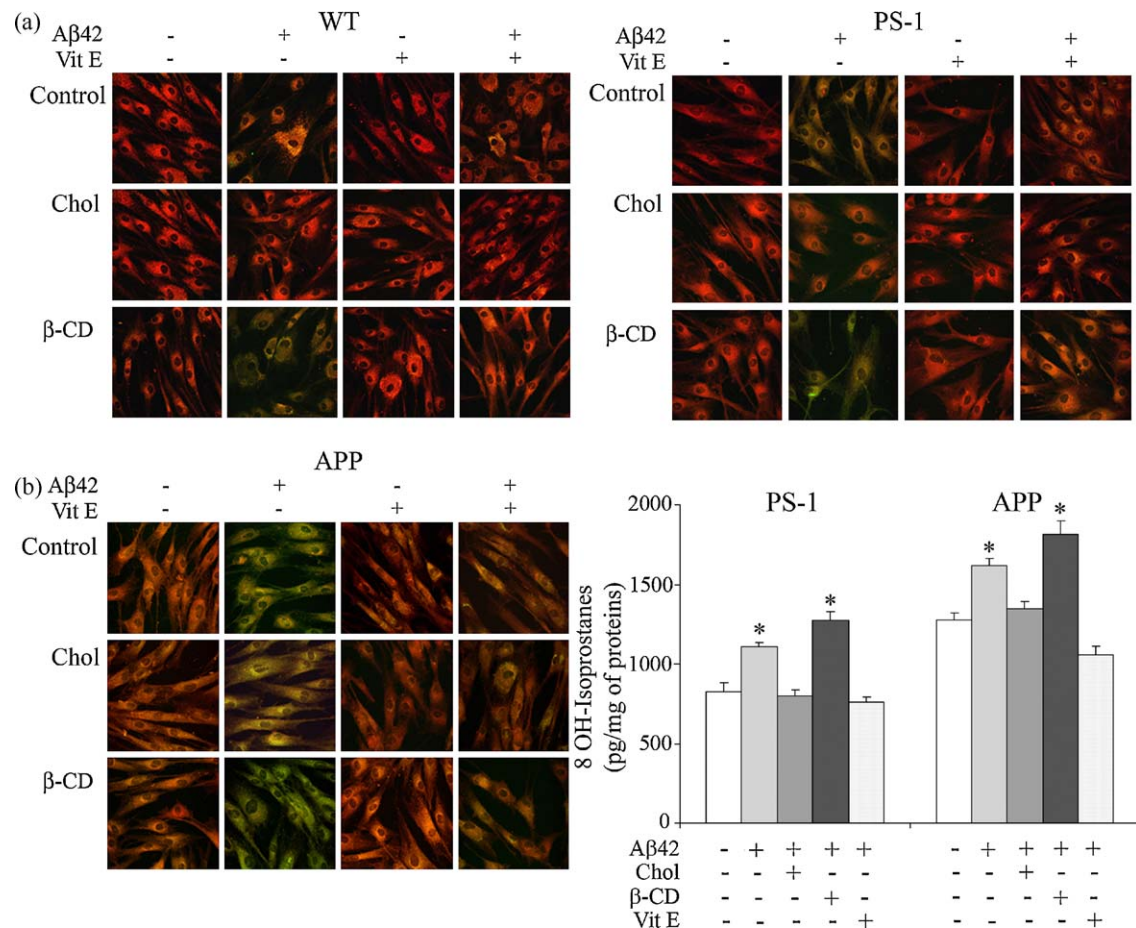 (a) WT
Aβ42 - + - +
Vit E - - + +
Control
Chol
β-CD
PS-1
Aβ42 - + - +
Vit E - - + +
Control
Chol
β-CD
(b) APP
Aβ42 - + - +
Vit E - - + +
Control
Chol
β-CD
PS-1 APP
8 OH-Isoprostanes
(pg/mg of proteins)
2000
1500
1000
500
0
* * * *
Aβ42 - + + + + - + + + +
Chol - - + - - - - + - -
β-CD - - - + - - - - + -
Vit E - - - - + - - - - +